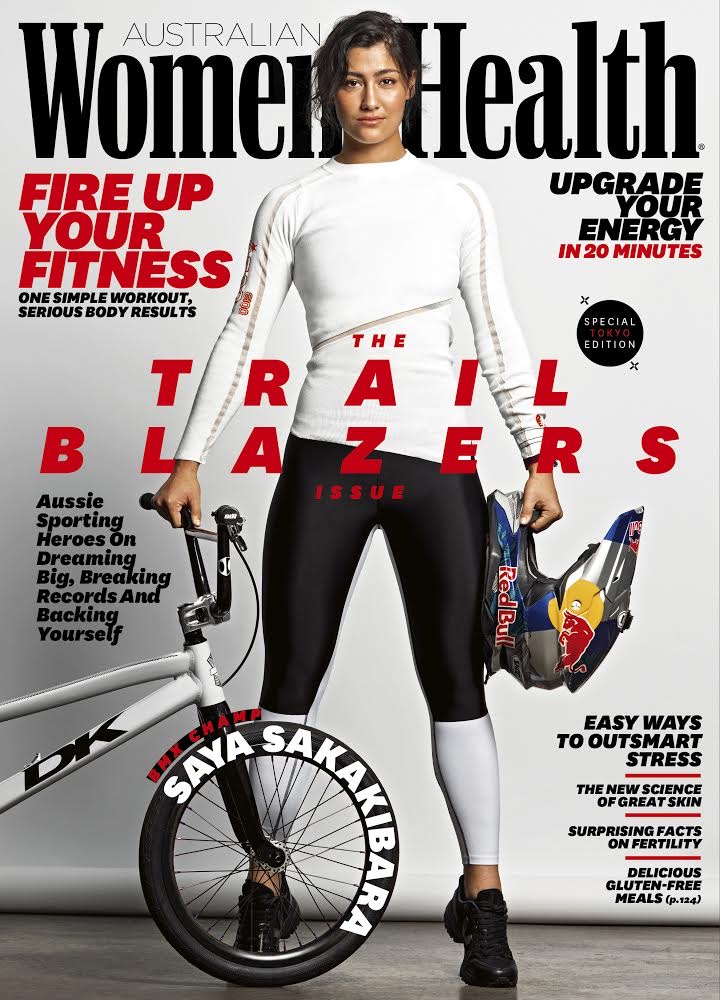 AUSTRALIAN
Women's Health
FIRE UP
YOUR
FITNESS
ONE SIMPLE WORKOUT,
SERIOUS BODY RESULTS
UPGRADE
YOUR
ENERGY
IN 20 MINUTES
SPECIAL
TOKYO
EDITION
THE
TRAIL
BLAZERS
ISSUE
Aussie
Sporting
Heroes On
Dreaming
Big, Breaking
Records And
Backing
Yourself
Red Bull
DK
BMX CHAMP
SAYA SAKAKIBARA
EASY WAYS
TO OUTSMART
STRESS
THE NEW SCIENCE
OF GREAT SKIN
SURPRISING FACTS
ON FERTILITY
DELICIOUS
GLUTEN-FREE
MEALS (p.124)